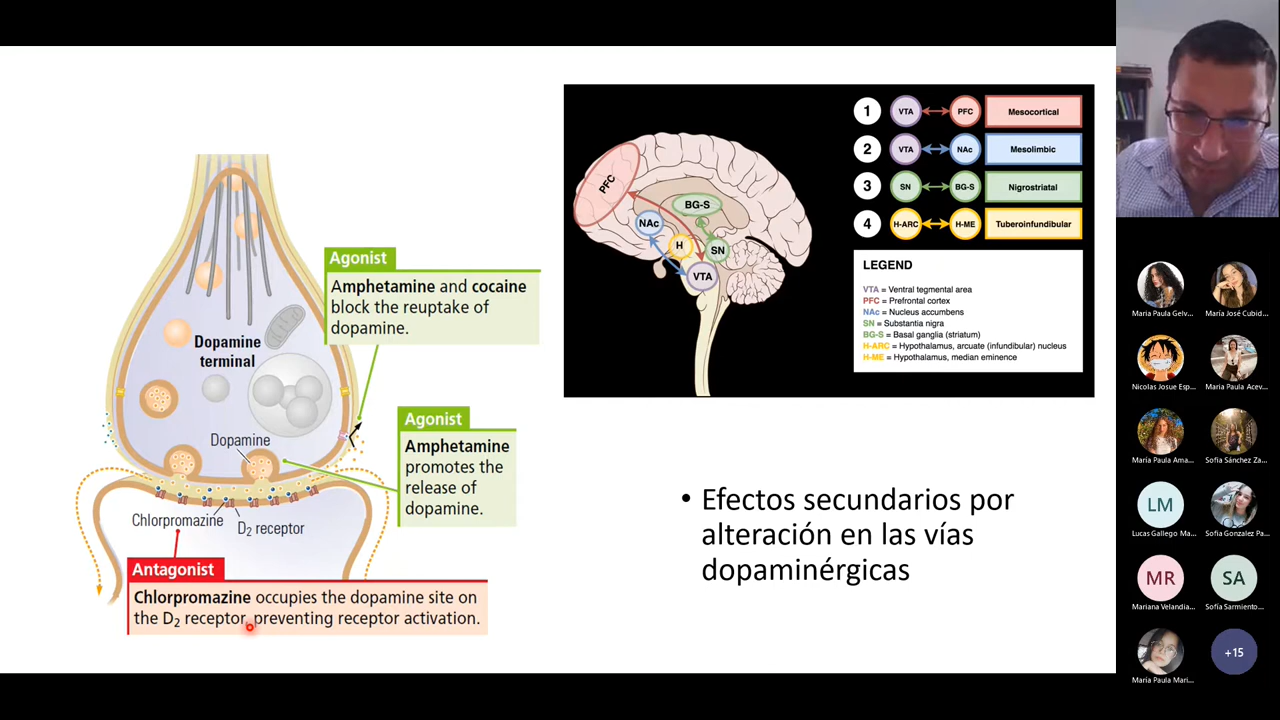 Agonist
Amphetamine and cocaine
block the reuptake of
dopamine.
Dopamine
terminal
Agonist
Amphetamine
promotes the
release of
dopamine.
Dopamine
Chlorpromazine
D2 receptor
Antagonist
Chlorpromazine occupies the dopamine site on
the D2 receptor, preventing receptor activation.
PFC
BG-S
NAc
H
SN
VTA
1 VTA PFC Mesocortical
2 VTA NAc Mesolimbic
3 SN BG-S Nigrostriatal
4 H-ARC H-ME Tuberoinfundibular
LEGEND
VTA = Ventral tegmental area
PFC = Prefrontal cortex
NAc = Nucleus accumbens
SN = Substantia nigra
BG-S = Basal ganglia (striatum)
H-ARC = Hypothalamus, arcuate (infundibular) nucleus
H-ME = Hypothalamus, median eminence
• Efectos secundarios por
alteración en las vías
dopaminérgicas
Maria Paula Gelv...
María José Cubid...
Nicolas Josue Esp...
Maria Paula Acev...
María Paula Ama...
Sofia Sánchez Za...
LM
Lucas Gallego Ma...
Sofia Gonzalez Pa...
MR
Mariana Velandia...
SA
Sofía Sarmiento...
María Paula Mari...
+15